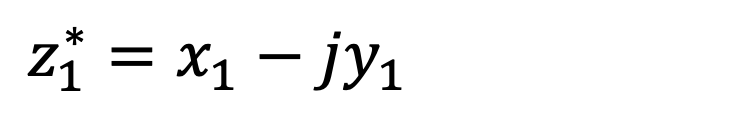 z₁* = x₁ − jy₁